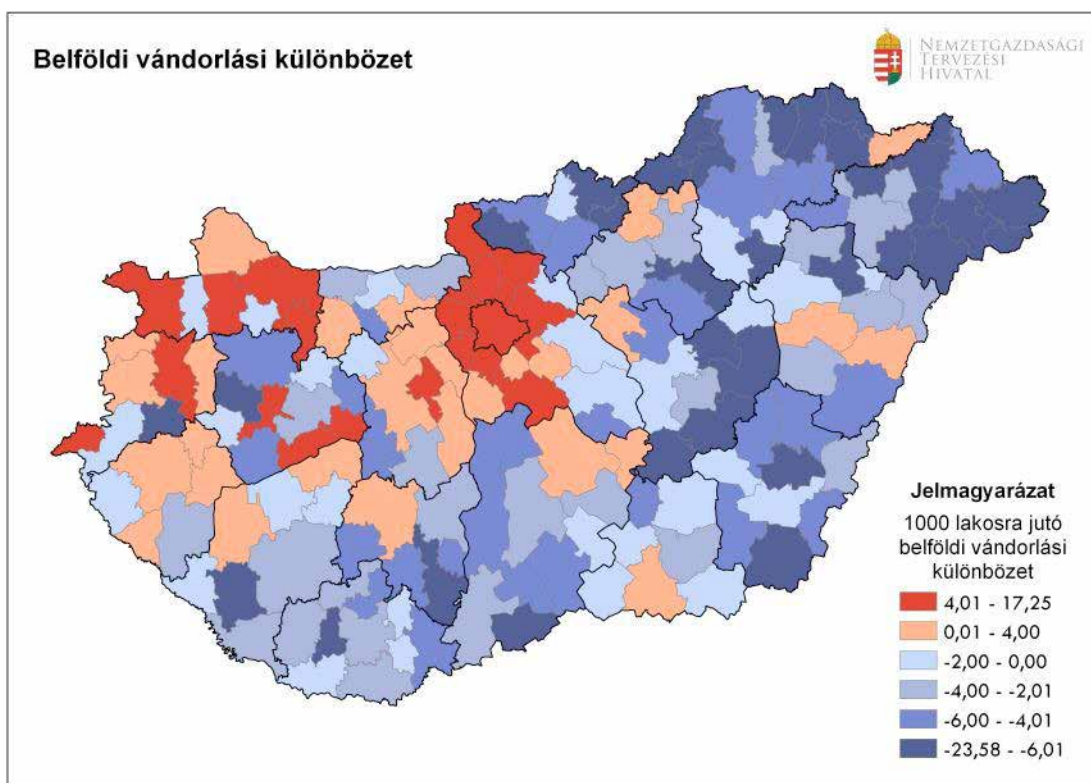 Belföldi vándorlási különbözet
NEMZETGAZDASÁGI
TERVEZÉSI
HIVATAL
Jelmagyarázat
1000 lakosra jutó
belföldi vándorlási
különbözet
4,01 - 17,25
0,01 - 4,00
-2,00 - 0,00
-4,00 - -2,01
-6,00 - -4,01
-23,58 - -6,01